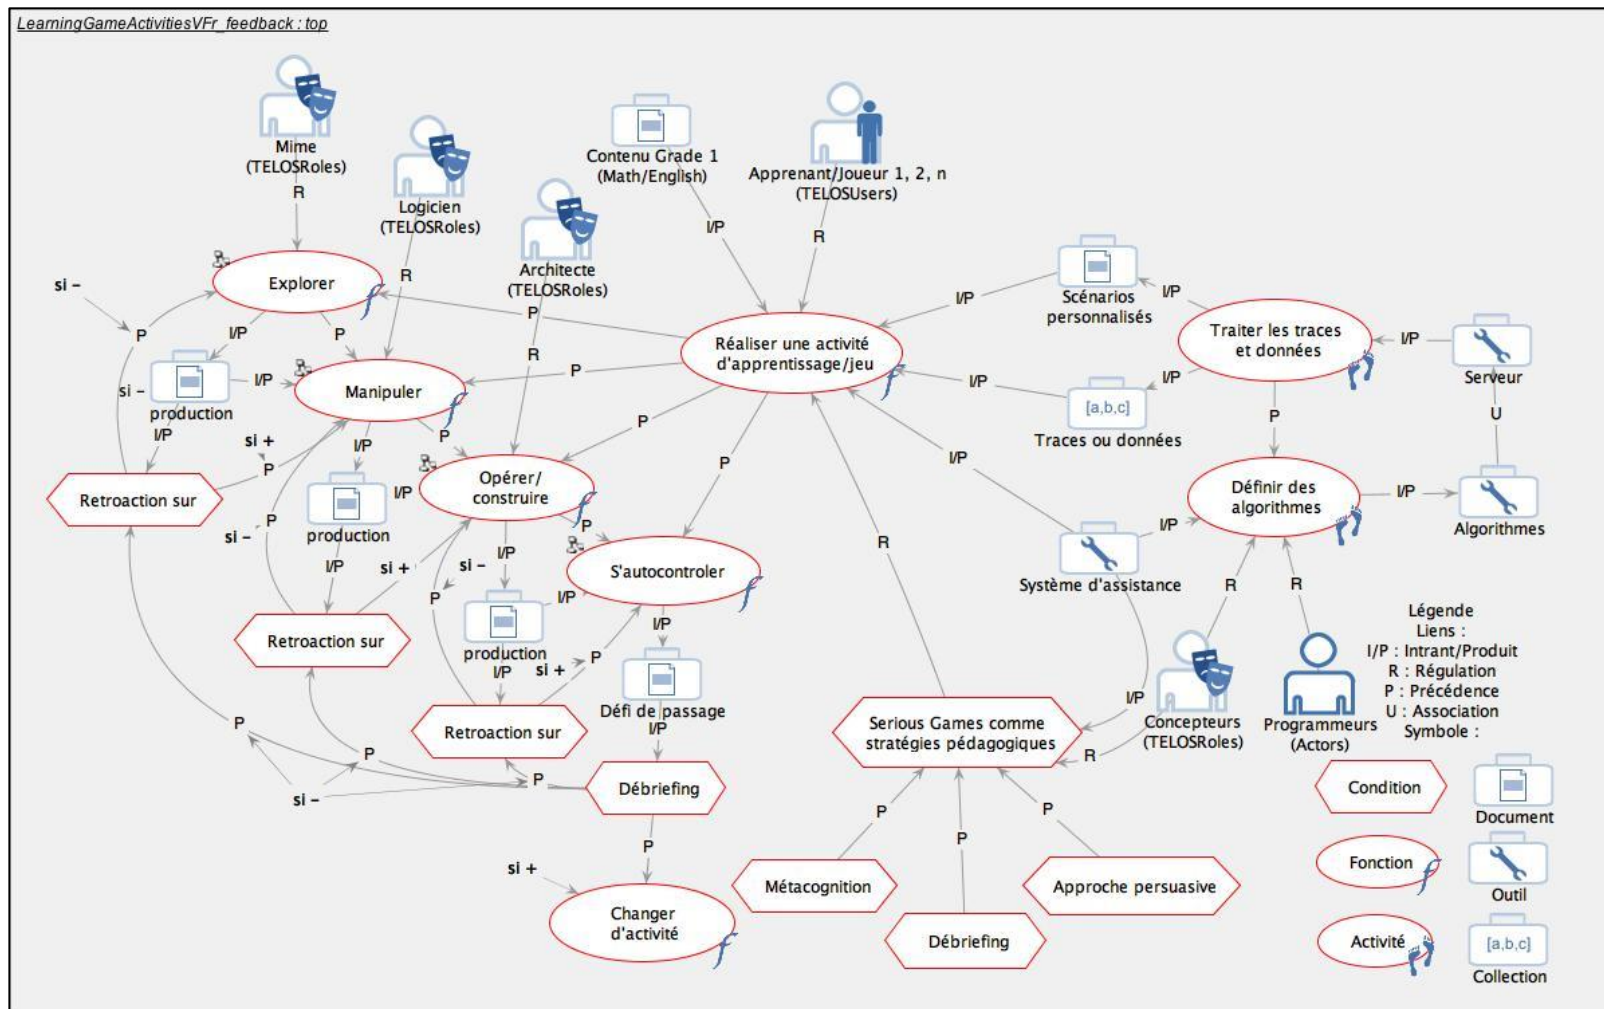 LearningGameActivitiesVFr_feedback : top
Mime
(TELOSRoles)
R
Logicien
(TELOSRoles)
R
Architecte
(TELOSRoles)
R
Contenu Grade 1
(Math/English)
I/P
Apprenant/Joueur 1, 2, n
(TELOSUsers)
R
si –
P
Explorer
I/P
P
P
si –
production
I/P
Manipuler
P
Réaliser une activité
d'apprentissage/jeu
I/P
Scénarios
personnalisés
I/P
Traiter les traces
et données
I/P
Serveur
I/P
[a,b,c]
Traces ou données
I/P
P
U
I/P
si +
P
I/P
P
P
Retroaction sur
I/P
production
Opérer/
construire
P
I/P
R
Définir des
algorithmes
I/P
Algorithmes
P
si –
I/P
si +
P
si –
P
I/P
P
S'autocontroler
I/P
Système d'assistance
I/P
R
R
Retroaction sur
production
I/P
I/P
si +
P
I/P
Défi de passage
I/P
Retroaction sur
Débriefing
P
P
P
si –
P
si +
Changer
d'activité
Serious Games comme
stratégies pédagogiques
I/P
R
Concepteurs
(TELOSRoles)
Programmeurs
(Actors)
P
P
P
Métacognition
Débriefing
Approche persuasive
Légende
Liens :
I/P : Intrant/Produit
R : Régulation
P : Précédence
U : Association
Symbole :
Condition
Document
Fonction
Outil
Activité
[a,b,c]
Collection